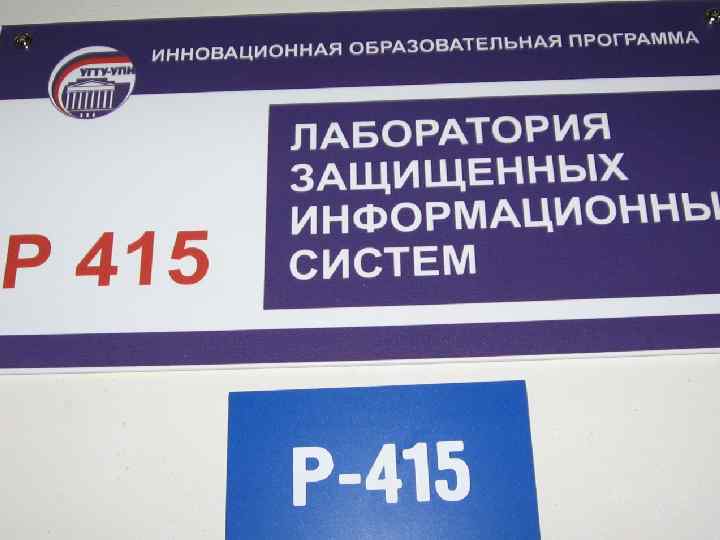 ИННОВАЦИОННАЯ ОБРАЗОВАТЕЛЬНАЯ ПРОГРАММА
УГТУ-УПИ
ЛАБОРАТОРИЯ
ЗАЩИЩЕННЫХ
ИНФОРМАЦИОННЫ
СИСТЕМ
Р 415
Р-415